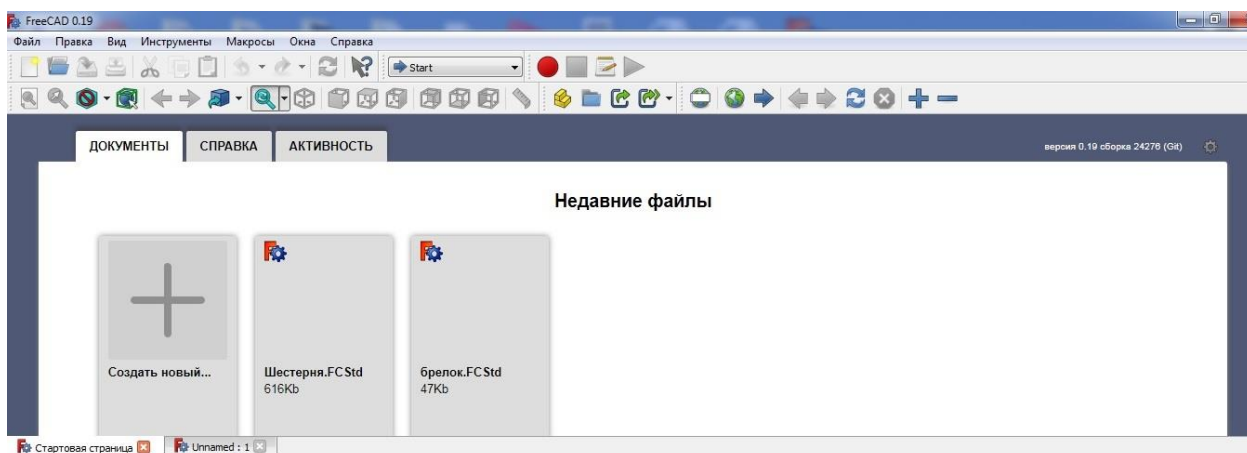 FreeCAD 0.19
Файл Правка Вид Инструменты Макросы Окна Справка
Start
ДОКУМЕНТЫ СПРАВКА АКТИВНОСТЬ версия 0.19 сборка 24276 (Git)
Недавние файлы
Создать новый... Шестерня.FCStd брелок.FCStd
616Kb 47Kb
Стартовая страница Unnamed : 1